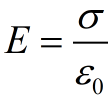 E = σ/ε₀